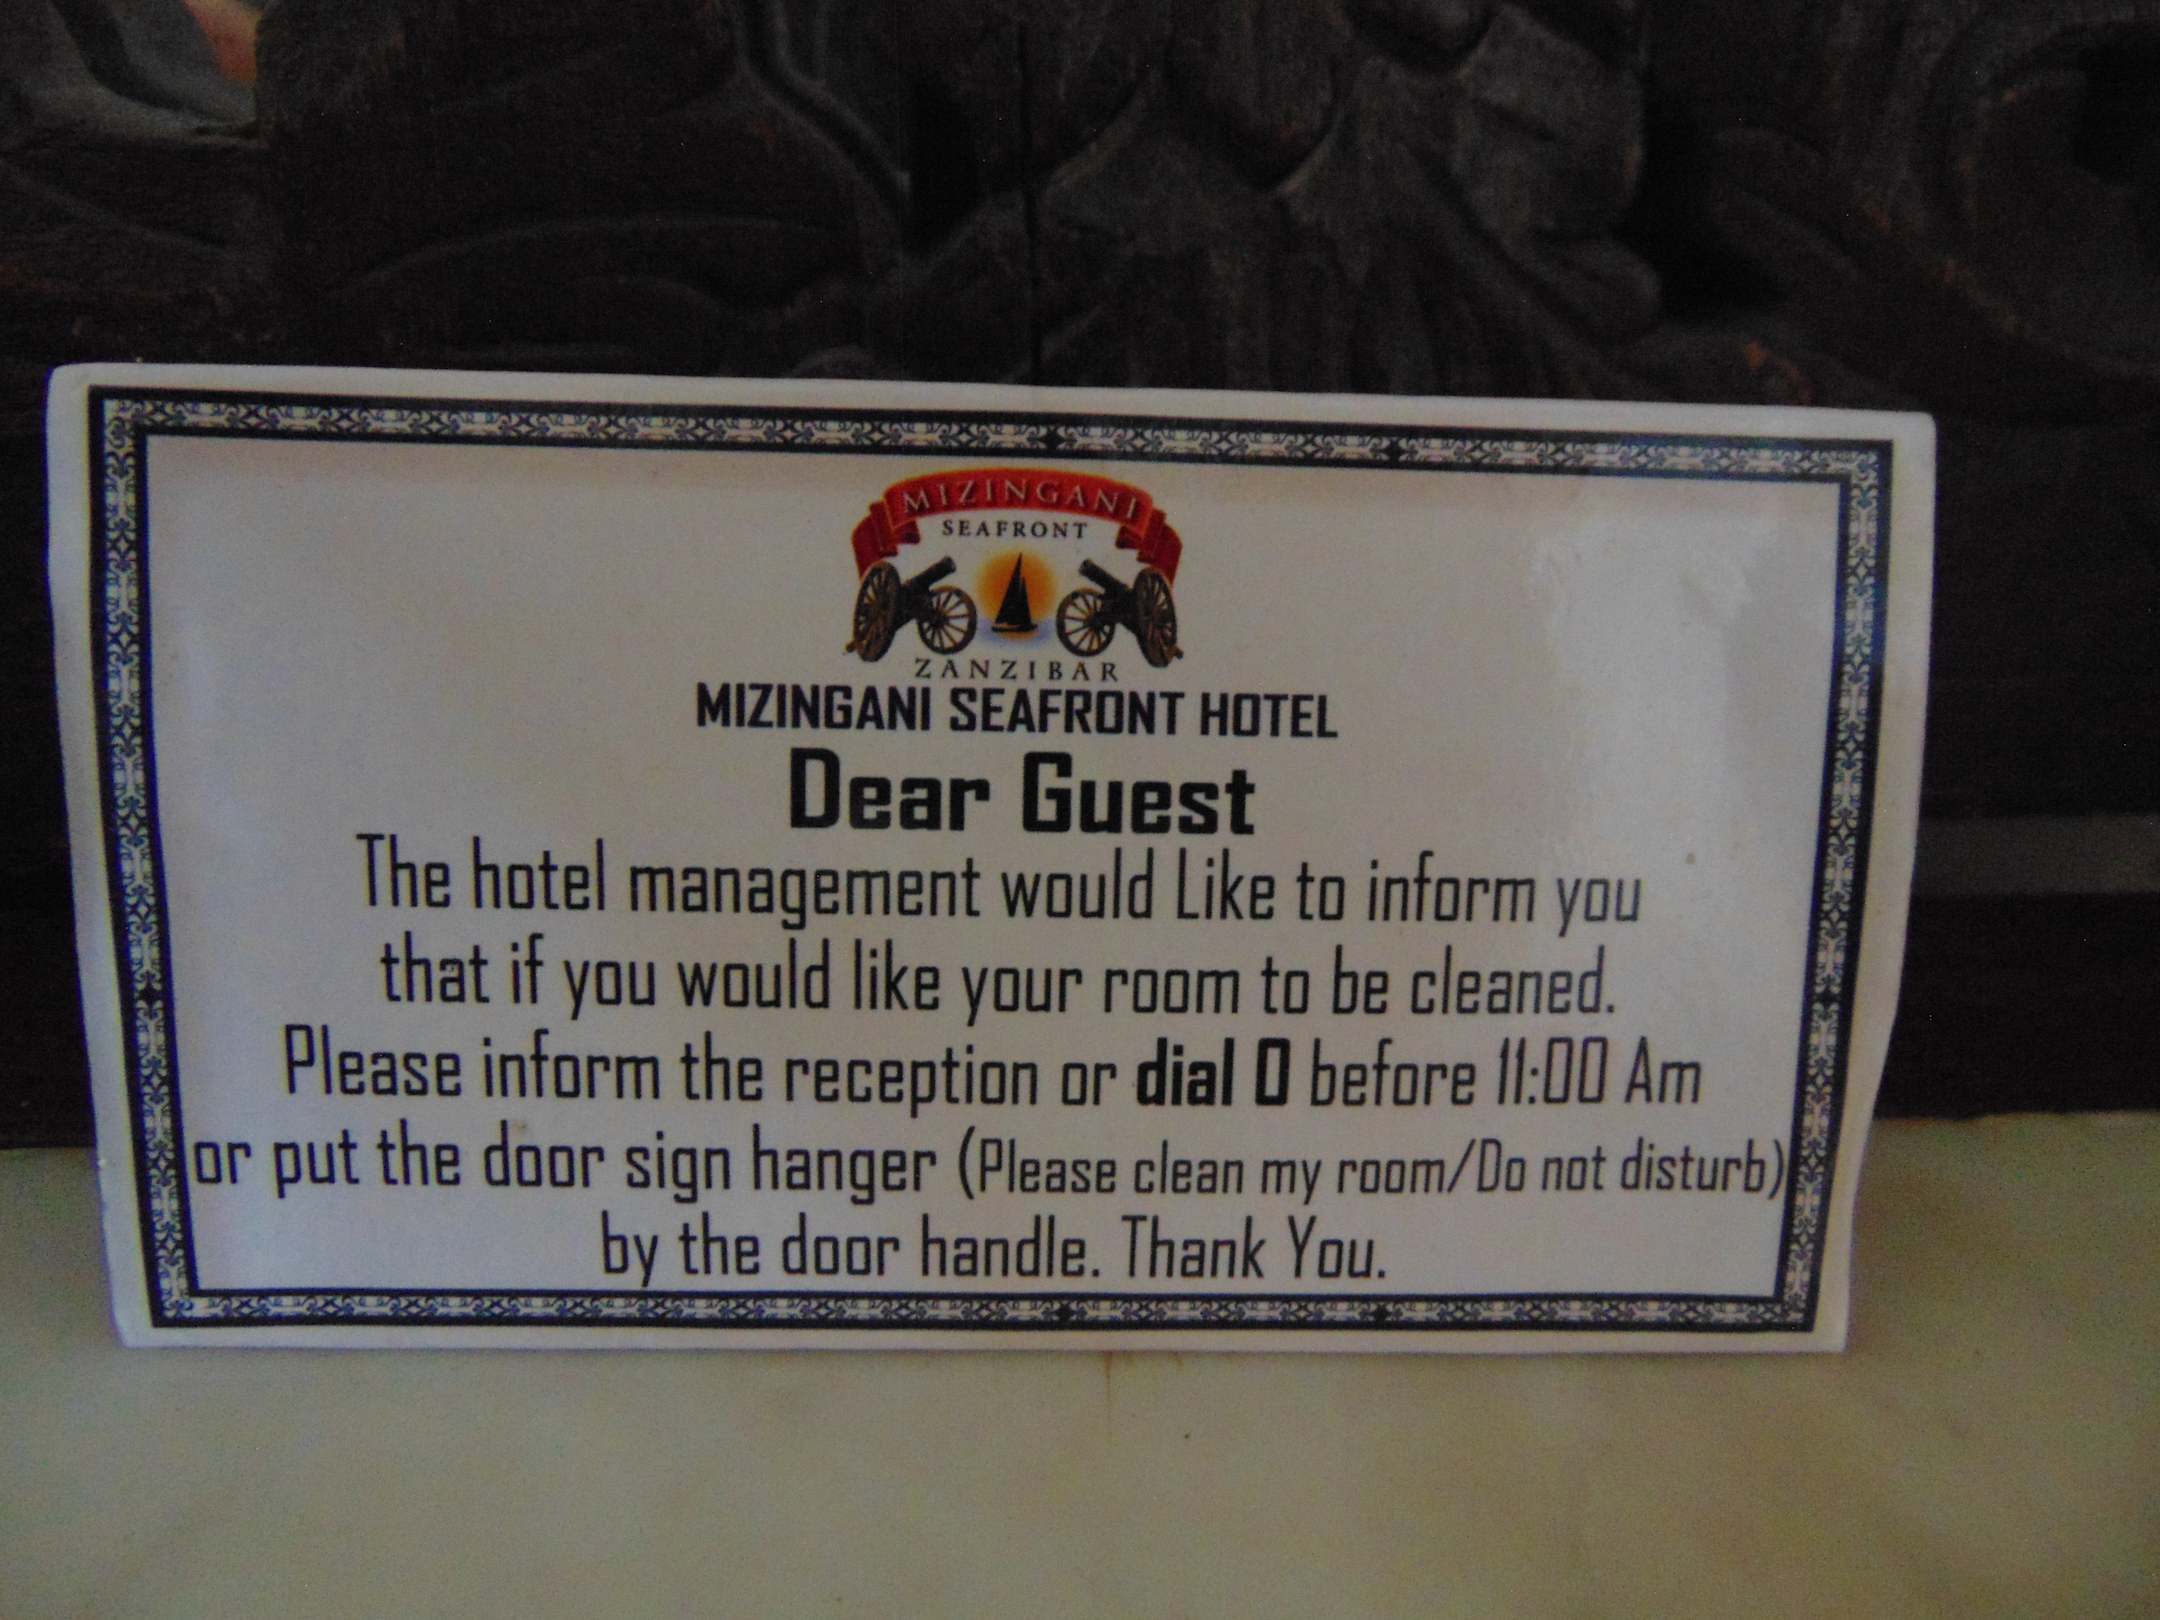 MIZINGANI
SEAFRONT
ZANZIBAR
MIZINGANI SEAFRONT HOTEL
Dear Guest
The hotel management would Like to inform you
that if you would like your room to be cleaned.
Please inform the reception or dial 0 before 11:00 Am
or put the door sign hanger (Please clean my room/Do not disturb)
by the door handle. Thank You.